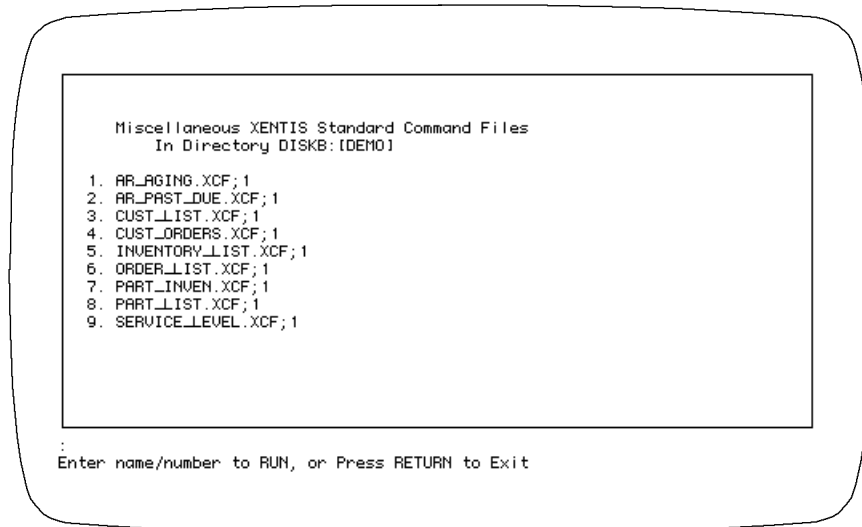 Miscellaneous XENTIS Standard Command Files
In Directory DISKB:[DEMO]
1. AR_AGING.XCF;1
2. AR_PAST_DUE.XCF;1
3. CUST_LIST.XCF;1
4. CUST_ORDERS.XCF;1
5. INVENTORY_LIST.XCF;1
6. ORDER_LIST.XCF;1
7. PART_INVEN.XCF;1
8. PART_LIST.XCF;1
9. SERVICE_LEVEL.XCF;1
:
Enter name/number to RUN, or Press RETURN to Exit